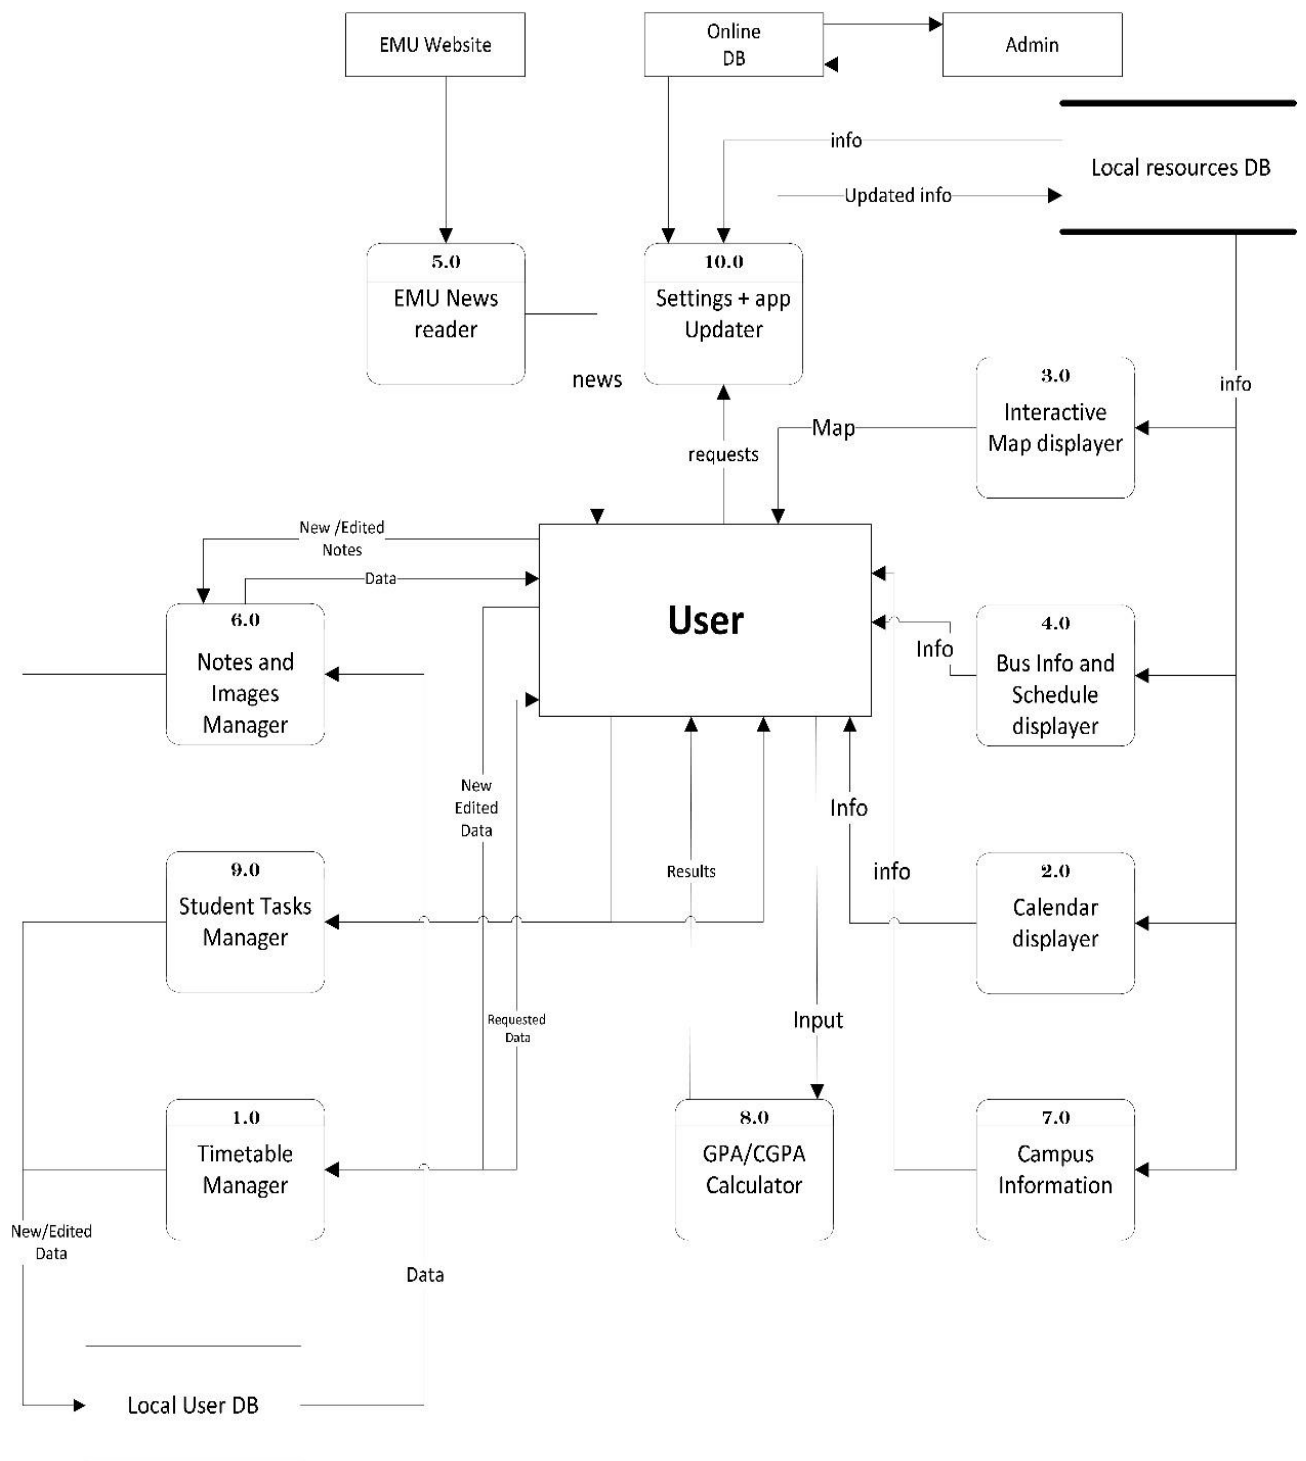 EMU Website
Online
DB
Admin
info
Local resources DB
Updated info
5.0
EMU News
reader
10.0
Settings + app
Updater
news
3.0
Interactive
Map displayer
info
Map
requests
New /Edited
Notes
Data
User
6.0
Notes and
Images
Manager
4.0
Bus Info and
Schedule
displayer
Info
New
Edited
Data
Info
Results
info
9.0
Student Tasks
Manager
2.0
Calendar
displayer
Requested
Data
Input
1.0
Timetable
Manager
8.0
GPA/CGPA
Calculator
7.0
Campus
Information
New/Edited
Data
Data
Local User DB